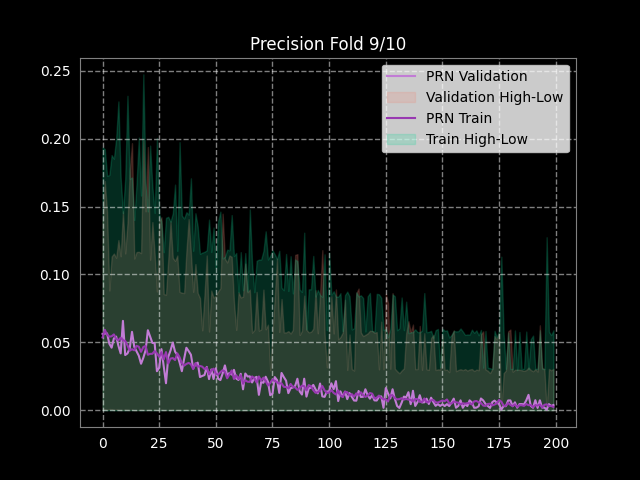 Precision Fold 9/10
PRN Validation
Validation High-Low
PRN Train
Train High-Low
0.25
0.20
0.15
0.10
0.05
0.00
0 25 50 75 100 125 150 175 200